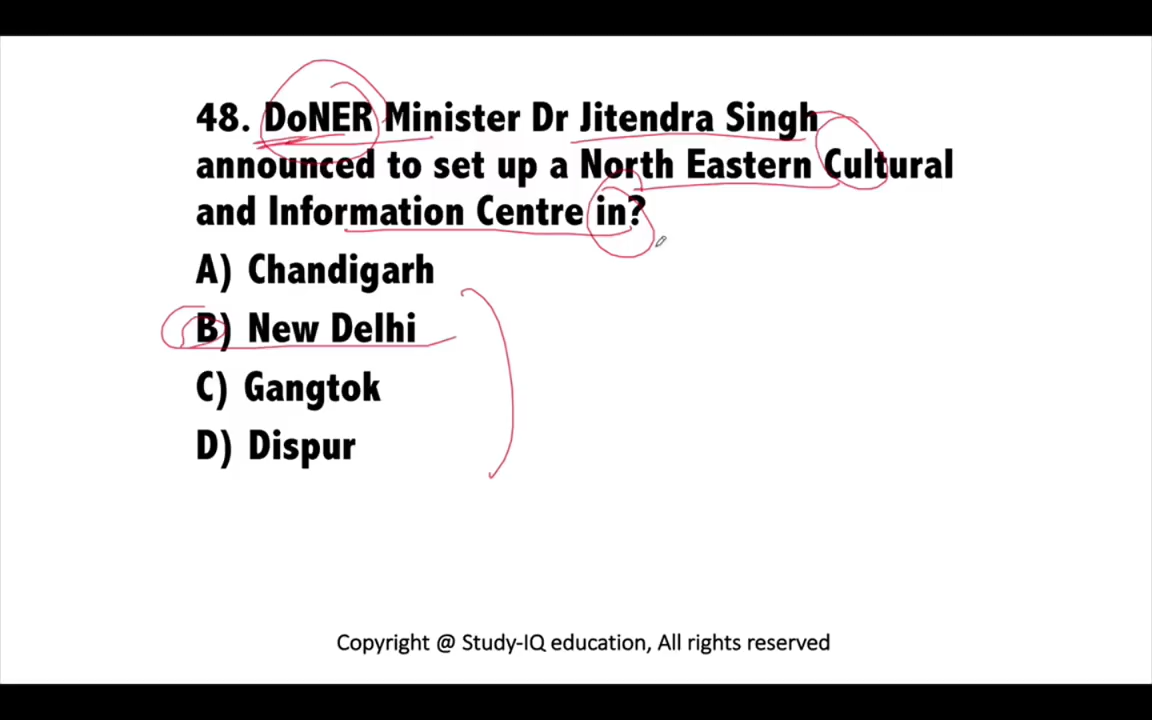 48. DoNER Minister Dr Jitendra Singh
announced to set up a North Eastern Cultural
and Information Centre in?
A) Chandigarh
B) New Delhi
C) Gangtok
D) Dispur
Copyright @ Study-IQ education, All rights reserved